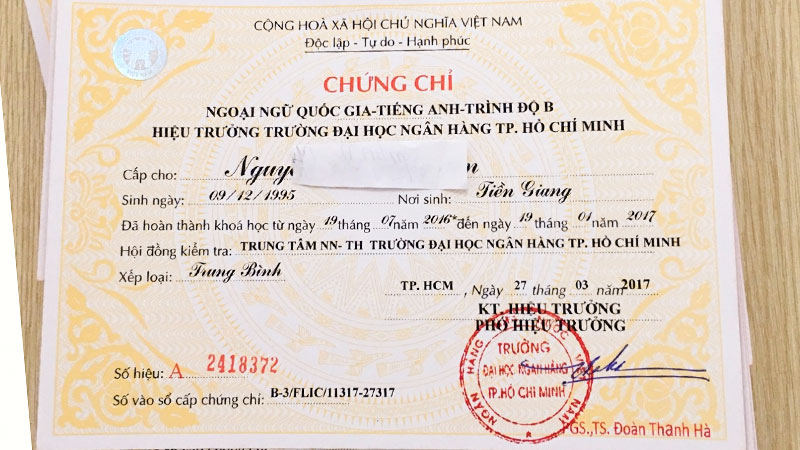 CỘNG HOÀ XÃ HỘI CHỦ NGHĨA VIỆT NAM
Độc lập - Tự do - Hạnh phúc
CHỨNG CHỈ
NGOẠI NGỮ QUỐC GIA-TIẾNG ANH-TRÌNH ĐỘ B
HIỆU TRƯỞNG TRƯỜNG ĐẠI HỌC NGÂN HÀNG TP. HỒ CHÍ MINH
Cấp cho:
Sinh ngày: 09/12/1995 Nơi sinh: Tiền Giang
Đã hoàn thành khoá học từ ngày 19 tháng 07 năm 2016* đến ngày 19 tháng 01 năm 2017
Hội đồng kiểm tra: TRUNG TÂM NN- TH TRƯỜNG ĐẠI HỌC NGÂN HÀNG TP. HỒ CHÍ MINH
Xếp loại: Trung Bình
TP. HCM , Ngày 27 tháng 03 năm 2017
KT. HIỆU TRƯỞNG
PHÓ HIỆU TRƯỞNG
NGÂN HÀNG NHÀ NƯỚC VIỆT NAM
TRƯỜNG
ĐẠI HỌC NGÂN HÀNG
TP.HỒ CHÍ MINH
Số hiệu: A 2418372
Số vào sổ cấp chứng chỉ: B-3/FLIC/11317-27317
PGS.,TS. Đoàn Thanh Hà